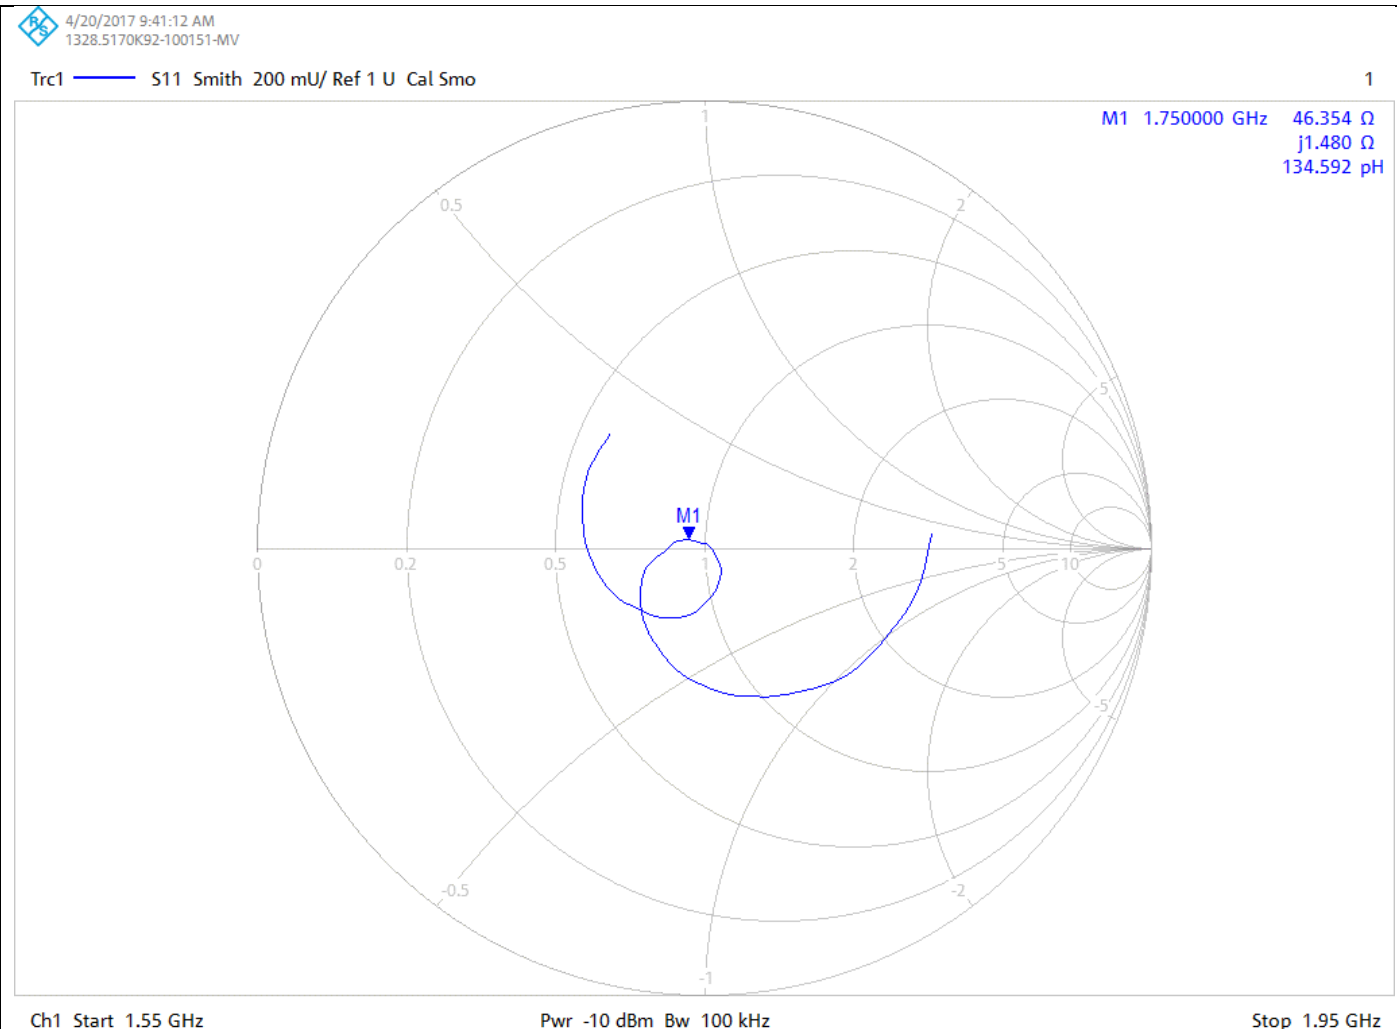 R/S
4/20/2017 9:41:12 AM
1328.5170K92-100151-MV
Trc1 S11 Smith 200 mU/ Ref 1 U Cal Smo 1
M1 1.750000 GHz 46.354 Ω
j1.480 Ω
134.592 pH
1
0.5 2
5
M1
0 0.2 0.5 1 2 5 10
-5
-0.5 -2
-1
Ch1 Start 1.55 GHz Pwr -10 dBm Bw 100 kHz Stop 1.95 GHz